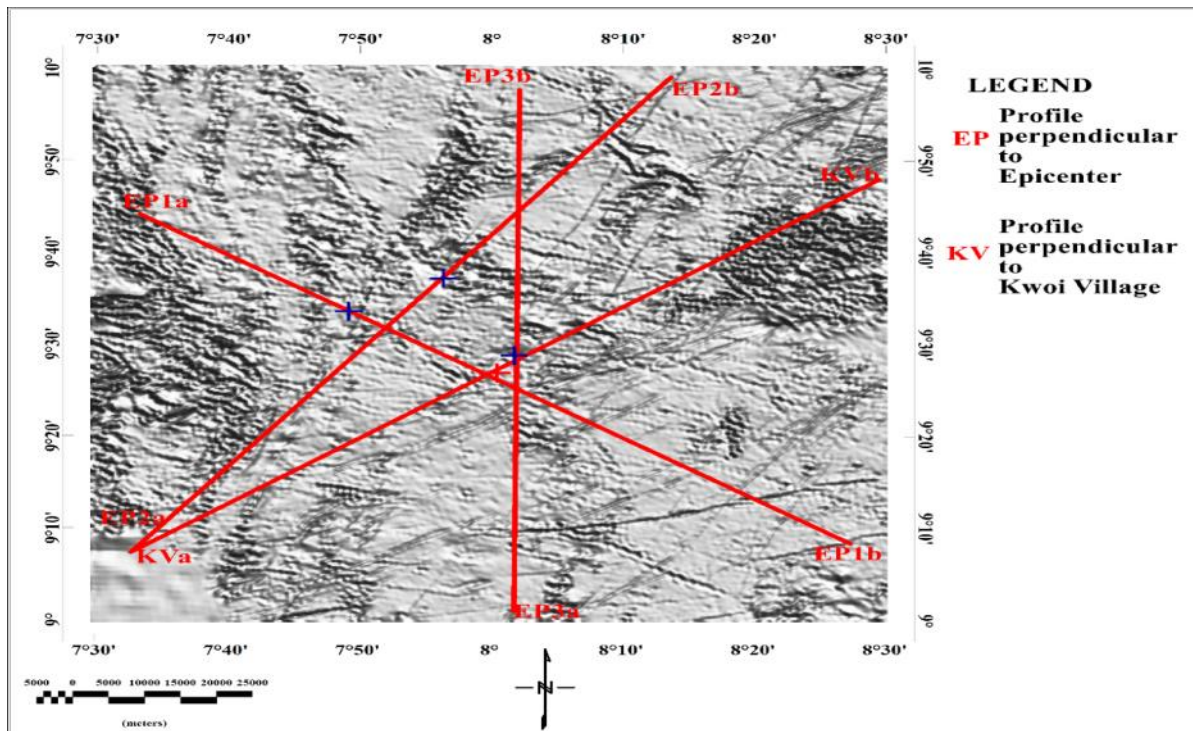 7°30' 7°40' 7°50' 8° 8°10' 8°20' 8°30'
10° 10°
EP3b
EP2b
LEGEND
Profile
perpendicular
EP to
Epicenter
9°50' 9°50'
KVb
EP1a
Profile
perpendicular
KV to
Kwoi Village
9°40' 9°40'
9°30' 9°30'
9°20' 9°20'
EP2a
9°10' 9°10'
KVa
EP1b
EP3a
9° 9°
7°30' 7°40' 7°50' 8° 8°10' 8°20' 8°30'
5000 0 5000 10000 15000 20000 25000
(meters)
N